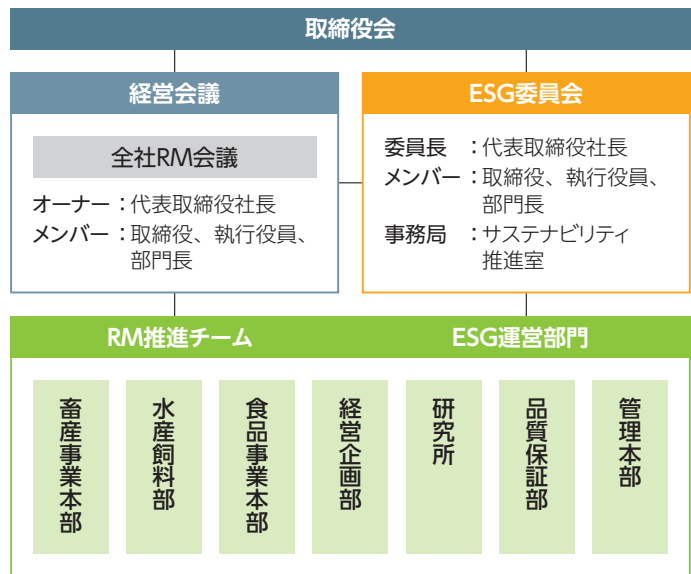 取締役会
経営会議
全社RM会議
オーナー：代表取締役社長
メンバー：取締役、執行役員、
部門長
ESG委員会
委員長　：代表取締役社長
メンバー：取締役、執行役員、
部門長
事務局　：サステナビリティ
推進室
RM推進チーム
ESG運営部門
畜産事業本部
水産飼料部
食品事業本部
経営企画部
研究所
品質保証部
管理本部